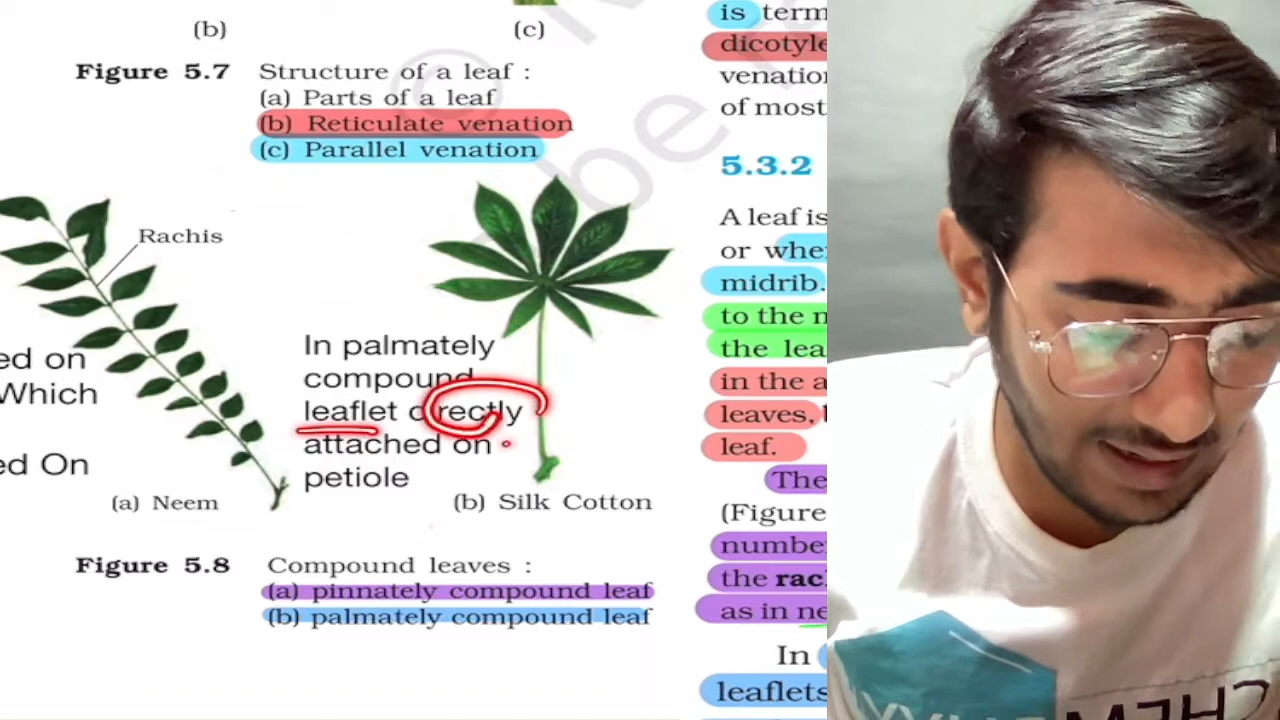 (b)
(c)
Figure 5.7 Structure of a leaf :
(a) Parts of a leaf
(b) Reticulate venation
(c) Parallel venation
Rachis
ed on
Which
ed On
In palmately
compound
leaflet directly
attached on
petiole
(a) Neem
(b) Silk Cotton
Figure 5.8 Compound leaves :
(a) pinnately compound leaf
(b) palmately compound leaf
is term
dicotyle
venation
of most
5.3.2
A leaf is
or whe
midrib.
to the m
the lea
in the a
leaves,
leaf.
The
(Figure
number
the rac
as in ne
In
leaflets